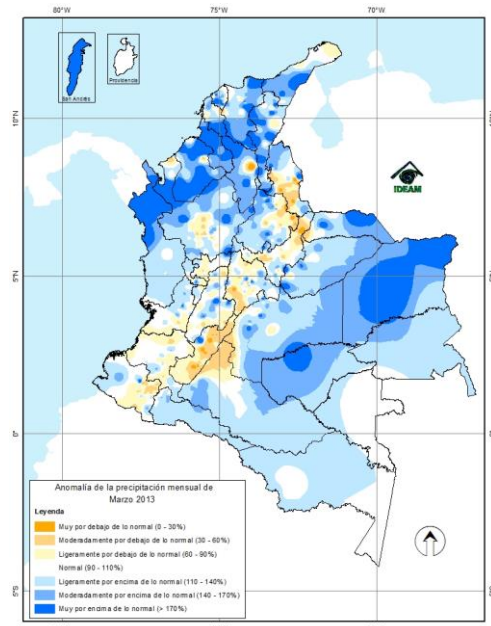 80°W
75°W
70°W
San Andrés
Providencia
10°N
IDEAM
5°N
0°
Anomalía de la precipitación mensual de
Marzo 2013
Leyenda
Muy por debajo de lo normal (0 - 30%)
Moderadamente por debajo de lo normal (30 - 60%)
Ligeramente por debajo de lo normal (60 - 90%)
Normal (90 - 110%)
Ligeramente por encima de lo normal (110 - 140%)
Moderadamente por encima de lo normal (140 - 170%)
Muy por encima de lo normal (> 170%)
5°S